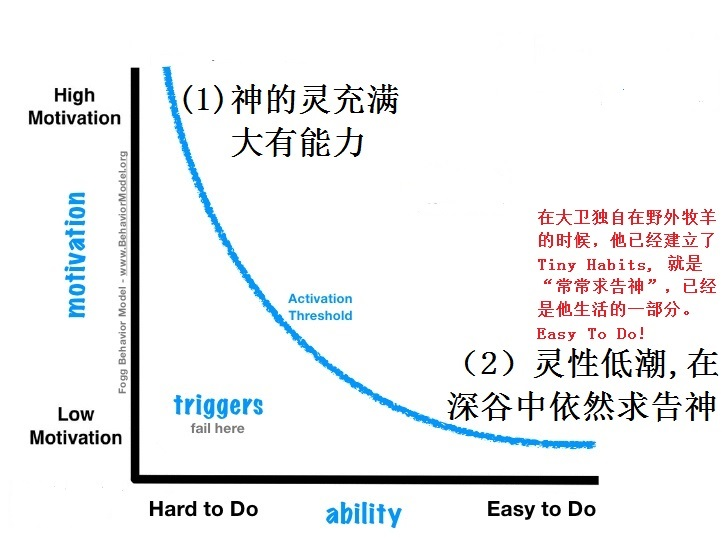 (1)神的灵充满
大有能力
High
Motivation
motivation
Fogg Behavior Model - www.BehaviorModel.org
在大卫独自在野外牧羊
的时候，他已经建立了
Tiny Habits, 就是
“常常求告神”，已经
是他生活的一部分。
Easy To Do!
Activation
Threshold
（2）灵性低潮,在
深谷中依然求告神
triggers
fail here
Low
Motivation
Hard to Do
ability
Easy to Do